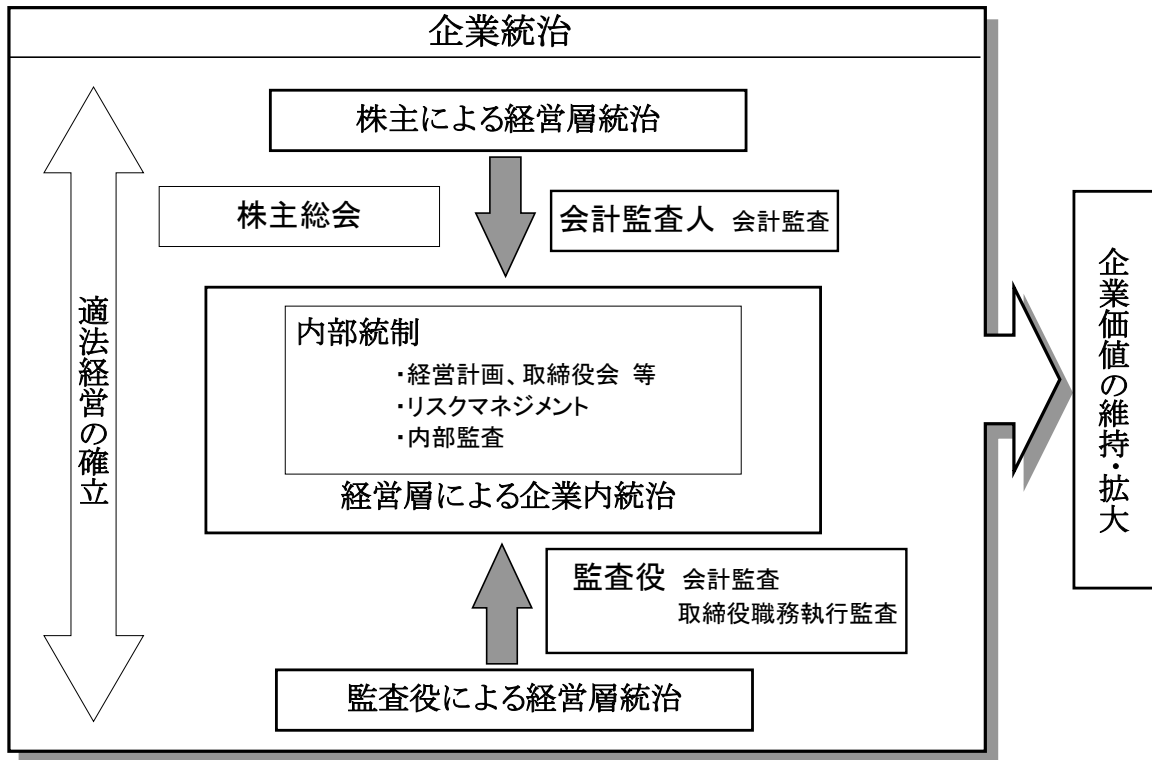 企業統治
株主による経営層統治
株主総会
会計監査人 会計監査
内部統制
・経営計画、取締役会 等
・リスクマネジメント
・内部監査
経営層による企業内統治
監査役 会計監査
取締役職務執行監査
監査役による経営層統治
適法経営の確立
企業価値の維持・拡大